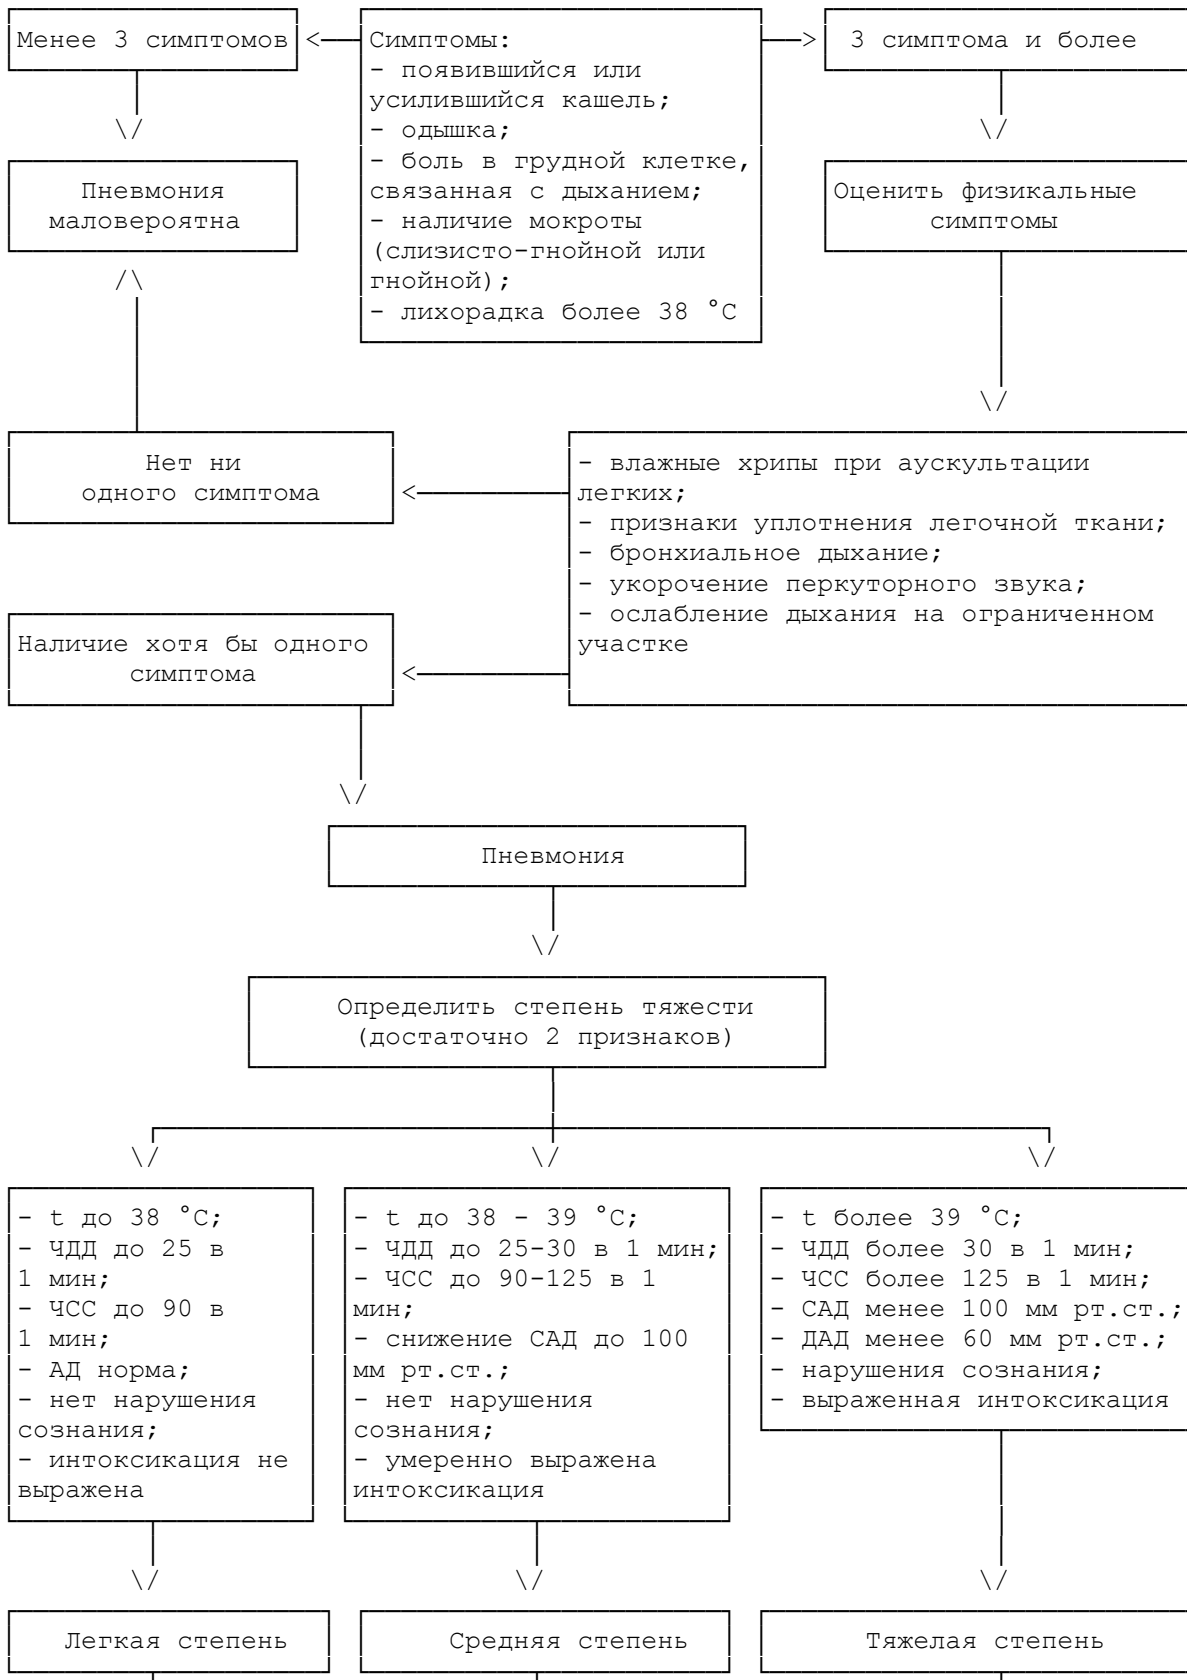 Менее 3 симптомов
Симптомы:
- появившийся или
усилившийся кашель;
- одышка;
- боль в грудной клетке,
связанная с дыханием;
- наличие мокроты
(слизисто-гнойной или
гнойной);
- лихорадка более 38 °C
3 симптома и более
Пневмония
маловероятна
Оценить физикальные
симптомы
Нет ни
одного симптома
- влажные хрипы при аускультации
легких;
- признаки уплотнения легочной ткани;
- бронхиальное дыхание;
- укорочение перкуторного звука;
- ослабление дыхания на ограниченном
участке
Наличие хотя бы одного
симптома
Пневмония
Определить степень тяжести
(достаточно 2 признаков)
- t до 38 °C;
- ЧДД до 25 в
1 мин;
- ЧСС до 90 в
1 мин;
- АД норма;
- нет нарушения
сознания;
- интоксикация не
выражена
- t до 38 - 39 °C;
- ЧДД до 25-30 в 1 мин;
- ЧСС до 90-125 в 1
мин;
- снижение САД до 100
мм рт.ст.;
- нет нарушения
сознания;
- умеренно выражена
интоксикация
- t более 39 °C;
- ЧДД более 30 в 1 мин;
- ЧСС более 125 в 1 мин;
- САД менее 100 мм рт.ст.;
- ДАД менее 60 мм рт.ст.;
- нарушения сознания;
- выраженная интоксикация
Легкая степень
Средняя степень
Тяжелая степень